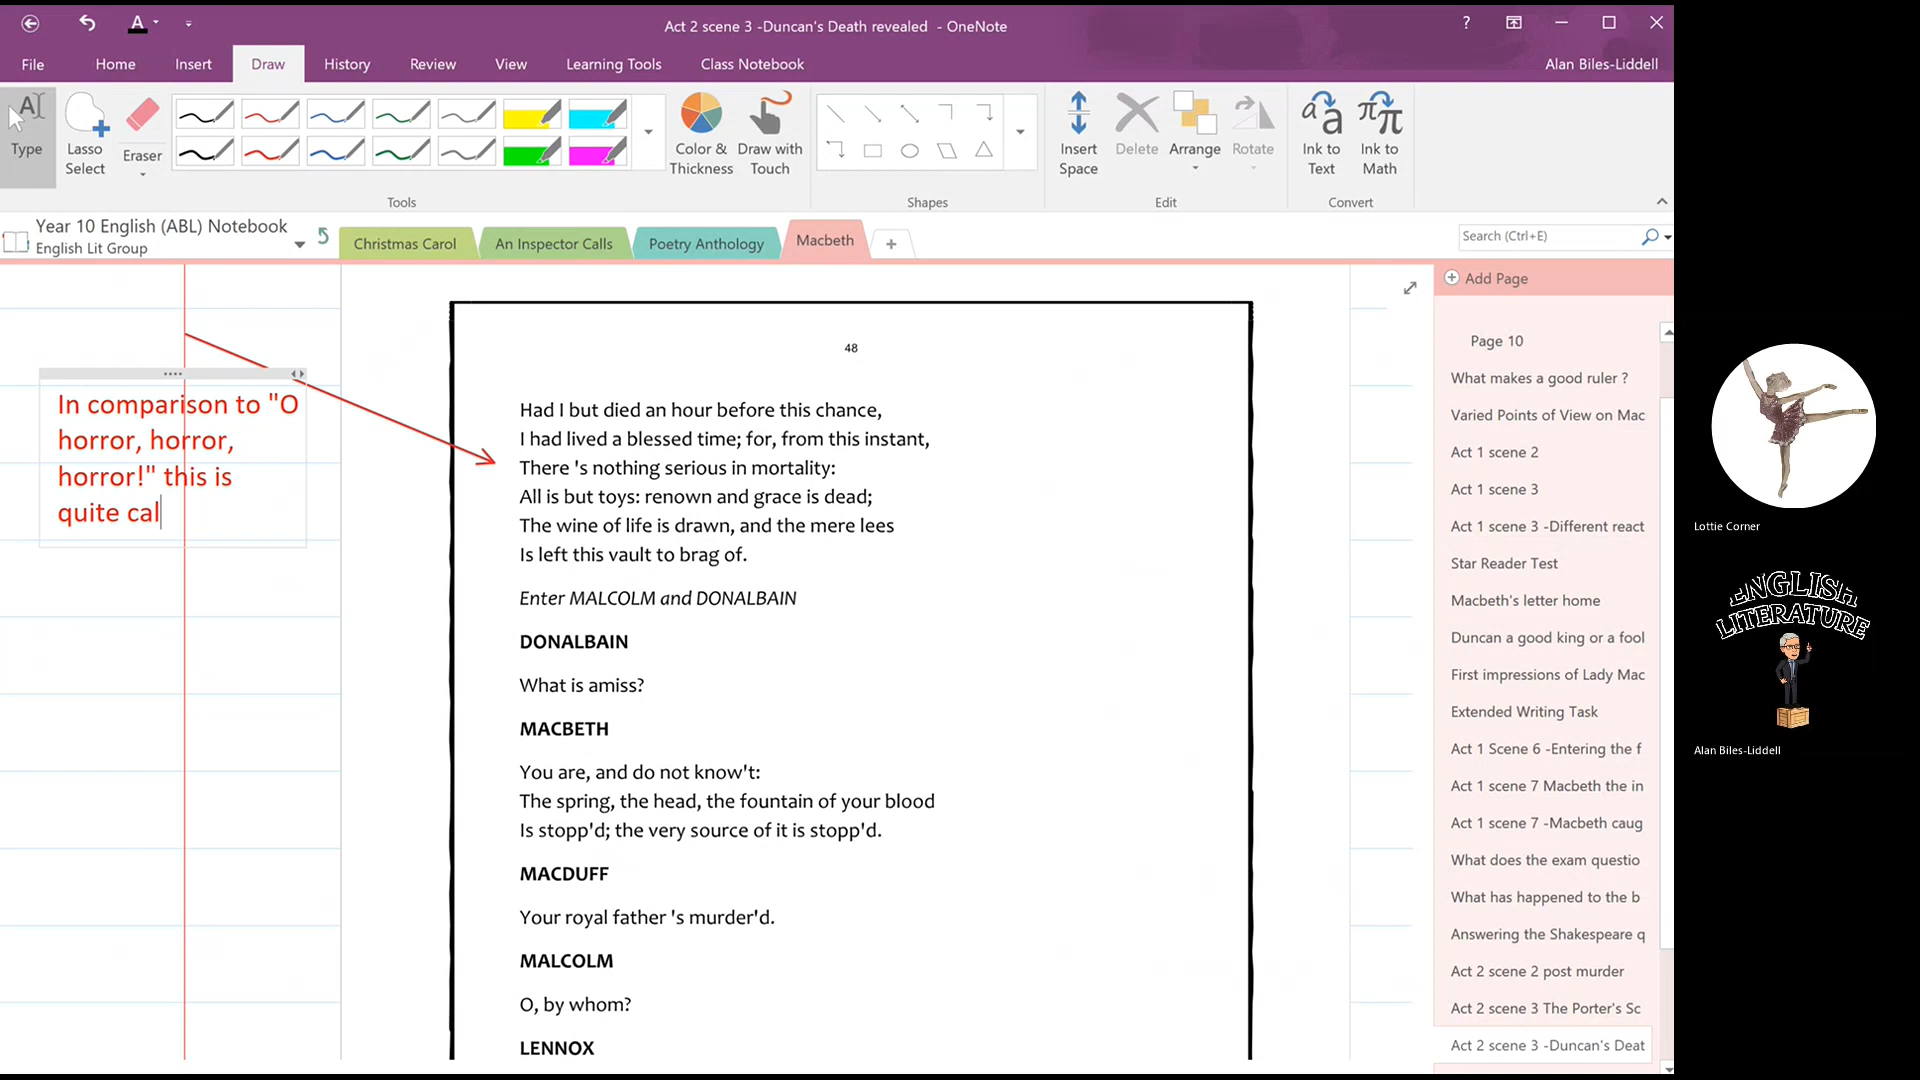 Act 2 scene 3 -Duncan's Death revealed - OneNote
?
A
File
Home
Insert
Draw
History
Review
View
Learning Tools
Class Notebook
Alan Biles-Liddell
Type
Lasso
Select
Eraser
Color &
Thickness
Draw with
Touch
Insert
Space
Delete
Arrange
Rotate
Ink to
Text
Ink to
Math
Tools
Shapes
Edit
Convert
Year 10 English (ABL) Notebook
English Lit Group
Christmas Carol
An Inspector Calls
Poetry Anthology
Macbeth
+
Search (Ctrl+E)
In comparison to "O
horror, horror,
horror!" this is
quite cal
48
Had I but died an hour before this chance,
I had lived a blessed time; for, from this instant,
There 's nothing serious in mortality:
All is but toys: renown and grace is dead;
The wine of life is drawn, and the mere lees
Is left this vault to brag of.
Enter MALCOLM and DONALBAIN
DONALBAIN
What is amiss?
MACBETH
You are, and do not know't:
The spring, the head, the fountain of your blood
Is stopp'd; the very source of it is stopp'd.
MACDUFF
Your royal father 's murder'd.
MALCOLM
O, by whom?
LENNOX
Add Page
Page 10
What makes a good ruler ?
Varied Points of View on Mac
Act 1 scene 2
Act 1 scene 3
Act 1 scene 3 -Different react
Star Reader Test
Macbeth's letter home
Duncan a good king or a fool
First impressions of Lady Mac
Extended Writing Task
Act 1 Scene 6 -Entering the f
Act 1 scene 7 Macbeth the in
Act 1 scene 7 -Macbeth caug
What does the exam questio
What has happened to the b
Answering the Shakespeare q
Act 2 scene 2 post murder
Act 2 scene 3 The Porter's Sc
Act 2 scene 3 -Duncan's Deat
Lottie Corner
ENGLISH
LITERATURE
Alan Biles-Liddell